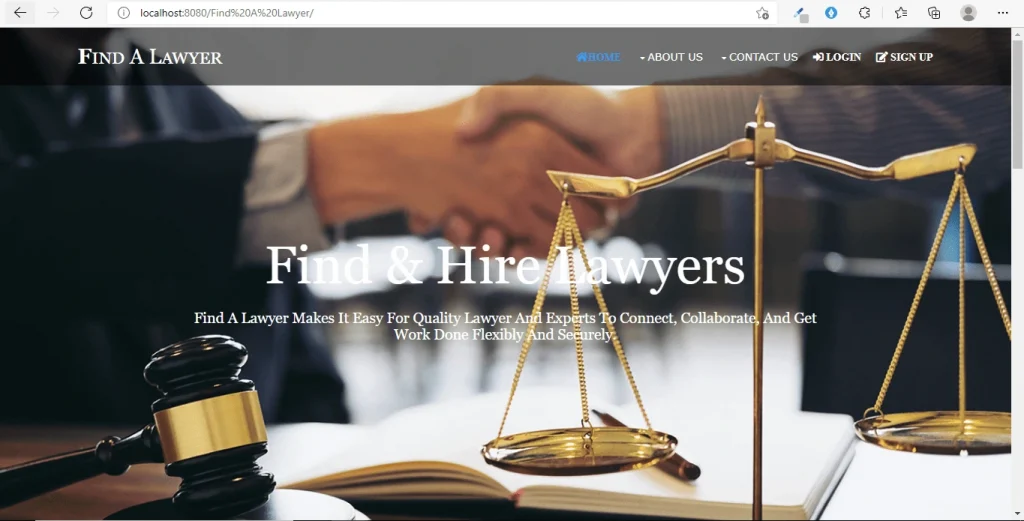 localhost:8080/Find%20A%20Lawyer/
FIND A LAWYER
HOME
ABOUT US
CONTACT US
LOGIN
SIGN UP
Find & Hire Lawyers
Find A Lawyer Makes It Easy For Quality Lawyer And Experts To Connect, Collaborate, And Get
Work Done Flexibly And Securely.